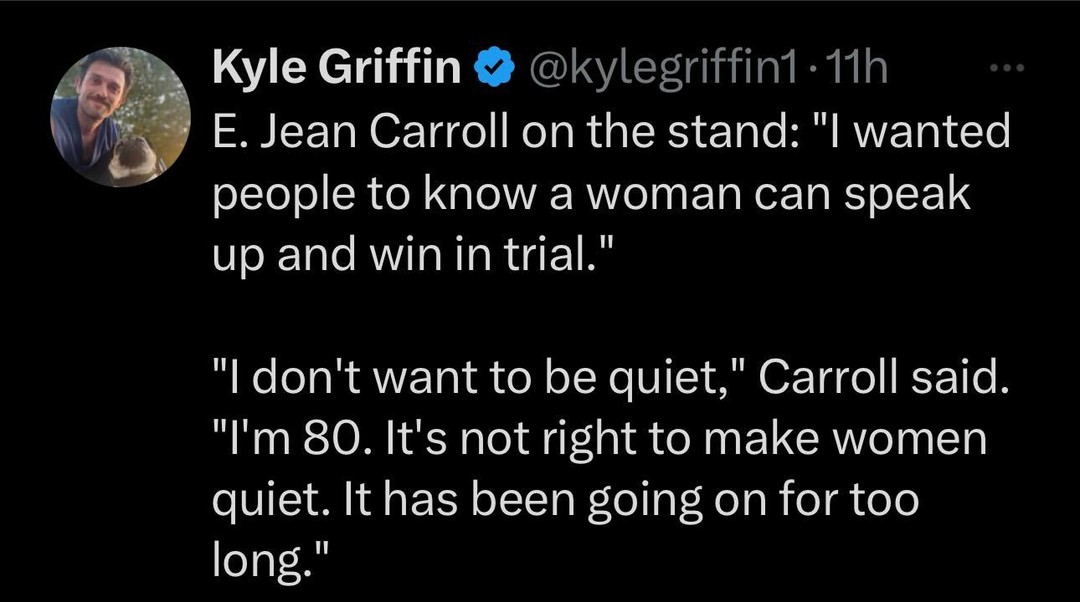 Kyle Griffin @kylegriffin1 · 11h
E. Jean Carroll on the stand: "I wanted
people to know a woman can speak
up and win in trial."
"I don't want to be quiet," Carroll said.
"I'm 80. It's not right to make women
quiet. It has been going on for too
long."